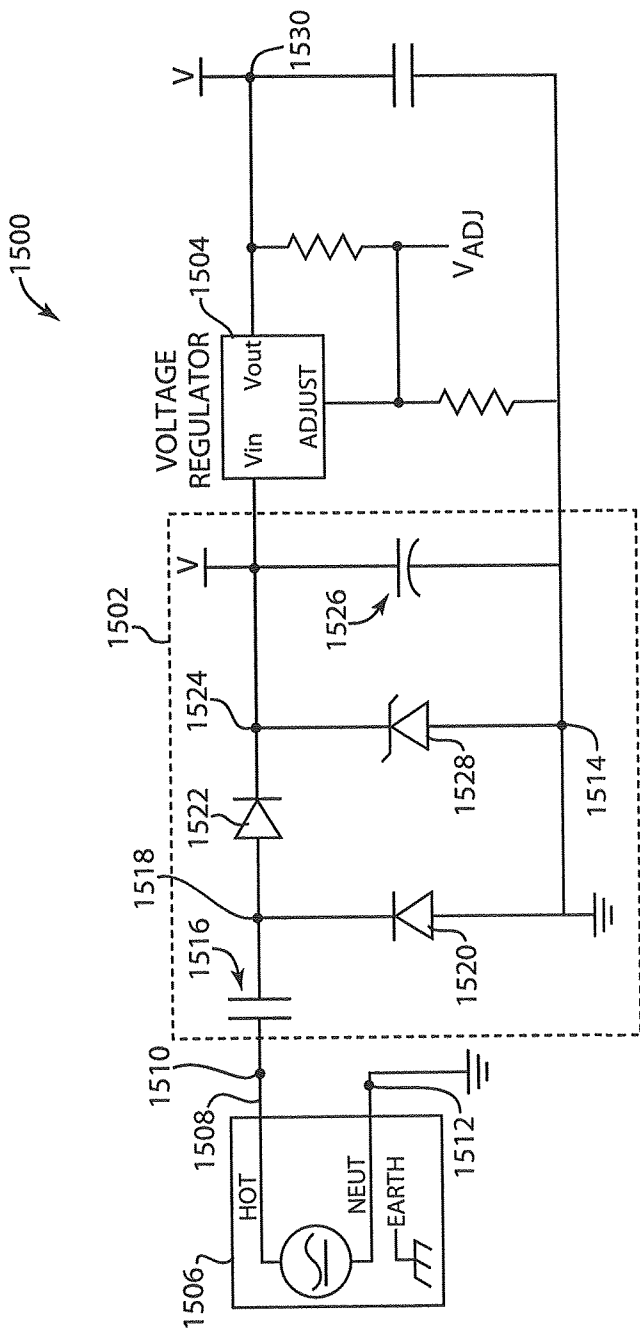 1500
1502
VOLTAGE
REGULATOR
1504
V
1530
V
Vin
Vout
ADJUST
VADJ
1506
HOT
NEUT
EARTH
1508
1510
1512
1516
1518
1522
1524
1520
1528
1526
1514